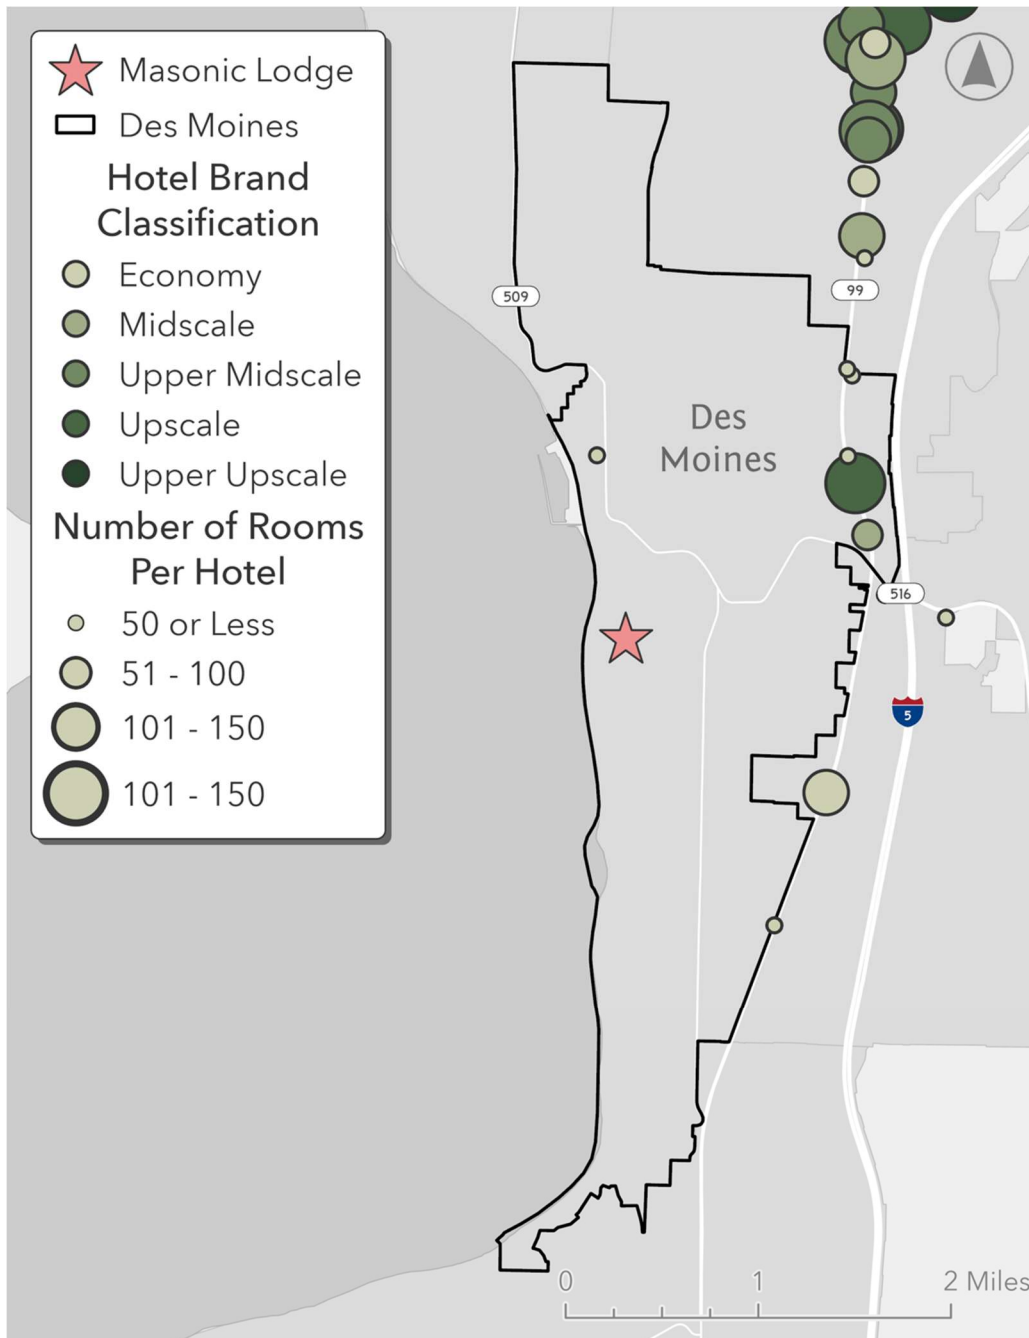 Masonic Lodge
Des Moines
Hotel Brand
Classification
Economy
Midscale
Upper Midscale
Upscale
Upper Upscale
Number of Rooms
Per Hotel
50 or Less
51 - 100
101 - 150
101 - 150
509
99
Des
Moines
516
5
0 1 2 Miles